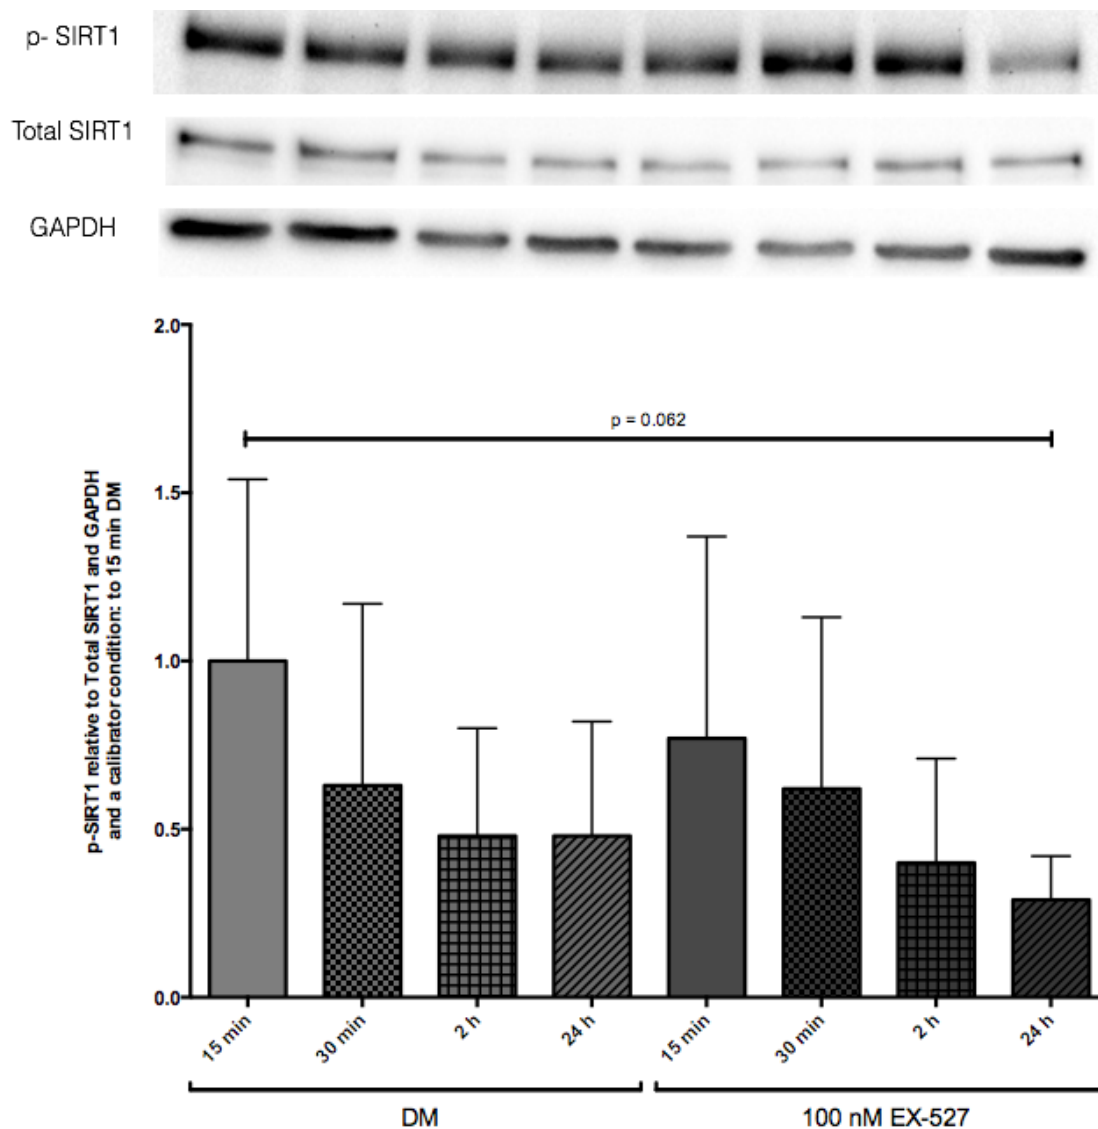 p- SIRT1
Total SIRT1
GAPDH
2.0
p = 0.062
1.5
1.0
0.5
0.0
p-SIRT1 relative to Total SIRT1 and GAPDH
and a calibrator condition: to 15 min DM
15 min
30 min
2 h
24 h
15 min
30 min
2 h
24 h
DM
100 nM EX-527